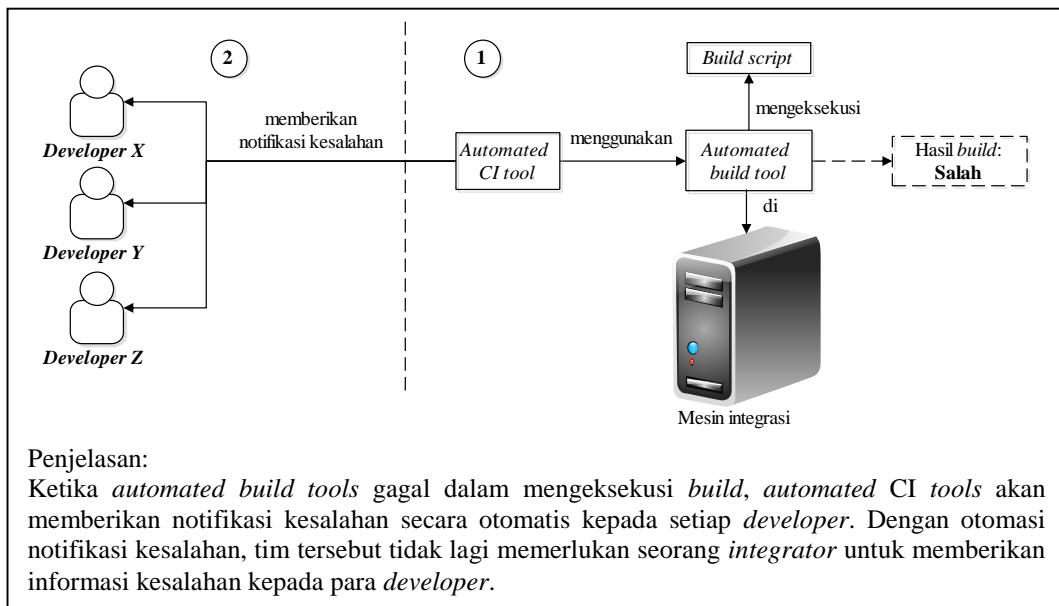 2
1
Build script
mengeksekusi
memberikan
notifikasi kesalahan
Developer X
Automated
CI tool
menggunakan
Automated
build tool
Hasil build:
Salah
di
Developer Y
Developer Z
Mesin integrasi
Penjelasan:
Ketika automated build tools gagal dalam mengeksekusi build, automated CI tools akan
memberikan notifikasi kesalahan secara otomatis kepada setiap developer. Dengan otomasi
notifikasi kesalahan, tim tersebut tidak lagi memerlukan seorang integrator untuk memberikan
informasi kesalahan kepada para developer.